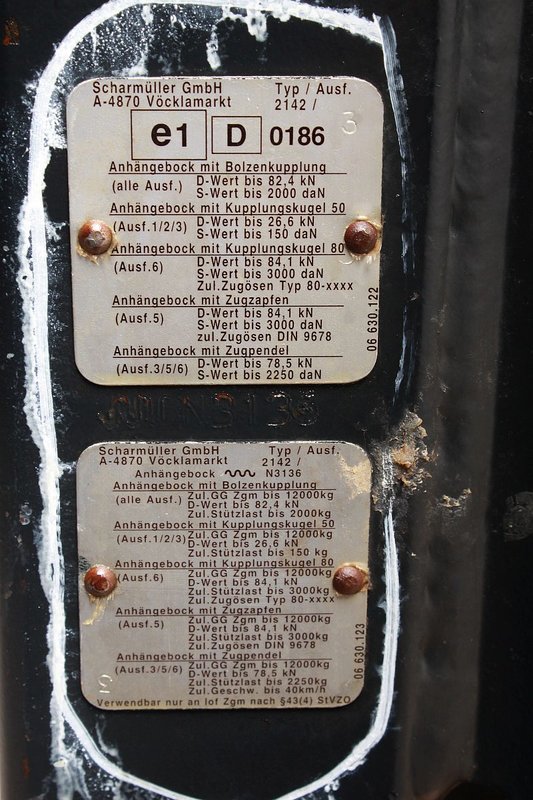 Scharmüller GmbH Typ / Ausf.
A-4870 Vöcklamarkt 2142 /
3
e1 D 0186
Anhängebock mit Bolzenkupplung
(alle Ausf.) D-Wert bis 82,4 kN
S-Wert bis 2000 daN
Anhängebock mit Kupplungskugel 50
(Ausf.1/2/3) D-Wert bis 26,6 kN
S-Wert bis 150 daN
Anhängebock mit Kupplungskugel 80
(Ausf.6) D-Wert bis 84,1 kN
S-Wert bis 3000 daN
Zul.Zugösen Typ 80-xxxx
Anhängebock mit Zugzapfen
(Ausf.5) D-Wert bis 84,1 kN
S-Wert bis 3000 daN
zul.Zugösen DIN 9678
Anhängebock mit Zugpendel
(Ausf.3/5/6) D-Wert bis 78,5 kN
S-Wert bis 2250 daN
06 630.122
N3136
Scharmüller GmbH Typ / Ausf.
A-4870 Vöcklamarkt 2142 /
Anhängebock N3136
Anhängebock mit Bolzenkupplung
(alle Ausf.) Zul.GG Zgm bis 12000kg
D-Wert bis 82,4 kN
Zul.Stützlast bis 2000kg
Anhängebock mit Kupplungskugel 50
(Ausf.1/2/3) Zul.GG Zgm bis 12000kg
D-Wert bis 26,6 kN
Zul.Stützlast bis 150 kg
Anhängebock mit Kupplungskugel 80
(Ausf.6) Zul.GG Zgm bis 12000kg
D-Wert bis 84,1 kN
Zul.Stützlast bis 3000kg
Zul.Zugösen Typ 80-xxxx
Anhängebock mit Zugzapfen
(Ausf.5) Zul.GG Zgm bis 12000kg
D-Wert bis 84,1 kN
Zul.Stützlast bis 3000kg
Zul.Zugösen DIN 9678
Anhängebock mit Zugpendel
(Ausf.3/5/6) Zul.GG Zgm bis 12000kg
D-Wert bis 78,5 kN
Zul.Stützlast bis 2250kg
Zul.Geschw. bis 40km/h
Verwendbar nur an lof Zgm nach §43(4) StVZO
06 630.123